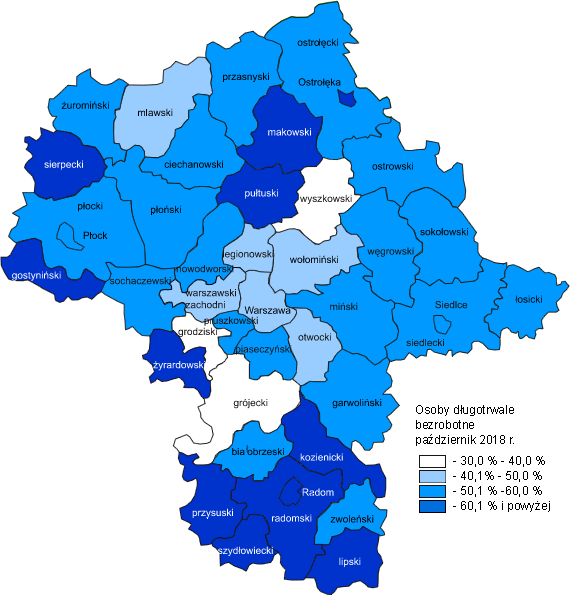 ostrołęcki
przasnyski
Ostrołęka
żuromiński
mlawski
makowski
sierpecki
ciechanowski
ostrowski
pułtuski
wyszkowski
płocki
płoński
sokołowski
Płock
węgrowski
legionowski
wołomiński
gostyniński
nowodworski
sochaczewski
łosicki
warszawski
zachodni
Warszawa
miński
Siedlce
grodziski
pruszkowski
otwocki
siedlecki
piaseczyński
żyrardowski
grójecki
garwoliński
białobrzeski
kozienicki
Radom
przysuski
radomski
zwoleński
szydłowiecki
lipski
Osoby długotrwale
bezrobotne
październik 2018 r.
- 30,0 % - 40,0 %
- 40,1% - 50,0 %
- 50,1 % -60,0 %
- 60,1 % i powyżej